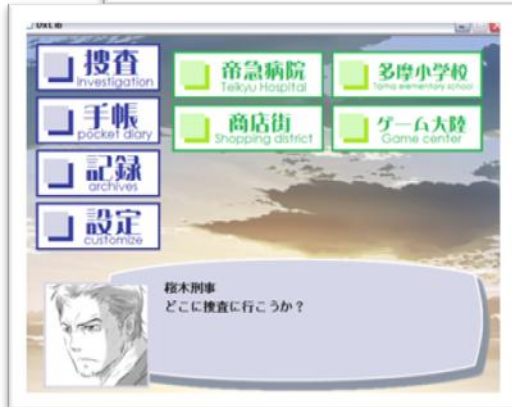 DxLib
捜査
investigation
手帳
pocket diary
記録
archives
設定
customize
帝急病院
Teikyu Hospital
多摩小学校
Tama elementary school
商店街
Shopping district
ゲーム大陸
Game center
桜木刑事
どこに捜査に行こうか？